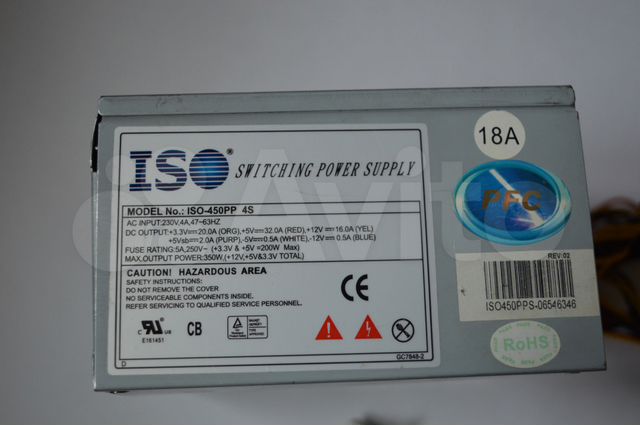 ISO® SWITCHING POWER SUPPLY
MODEL No.: ISO-450PP 4S
AC INPUT:230V,4A,47-63HZ
DC OUTPUT:+3.3V⎓20.0A (ORG),+5V⎓32.0A (RED),+12V⎓16.0A (YEL)
+5Vsb⎓2.0A (PURP),-5V⎓0.5A (WHITE),-12V⎓0.5A (BLUE)
FUSE RATING:5A,250V~ (+3.3V & +5V =200W Max)
MAX.OUTPUT POWER:350W,(+12V,+5V&3.3V TOTAL)
CAUTION! HAZARDOUS AREA
SAFETY INSTRUCTIONS:
DO NOT REMOVE THE COVER
NO SERVICEABLE COMPONENTS INSIDE.
REFER SERVICING TO QUALIFIED SERVICE PERSONNEL.
CE
c UL us
E161451
CB
D
GC7848-2
18A
PFC
REV:02
ISO450PPS-06546346
RoHS
Avito